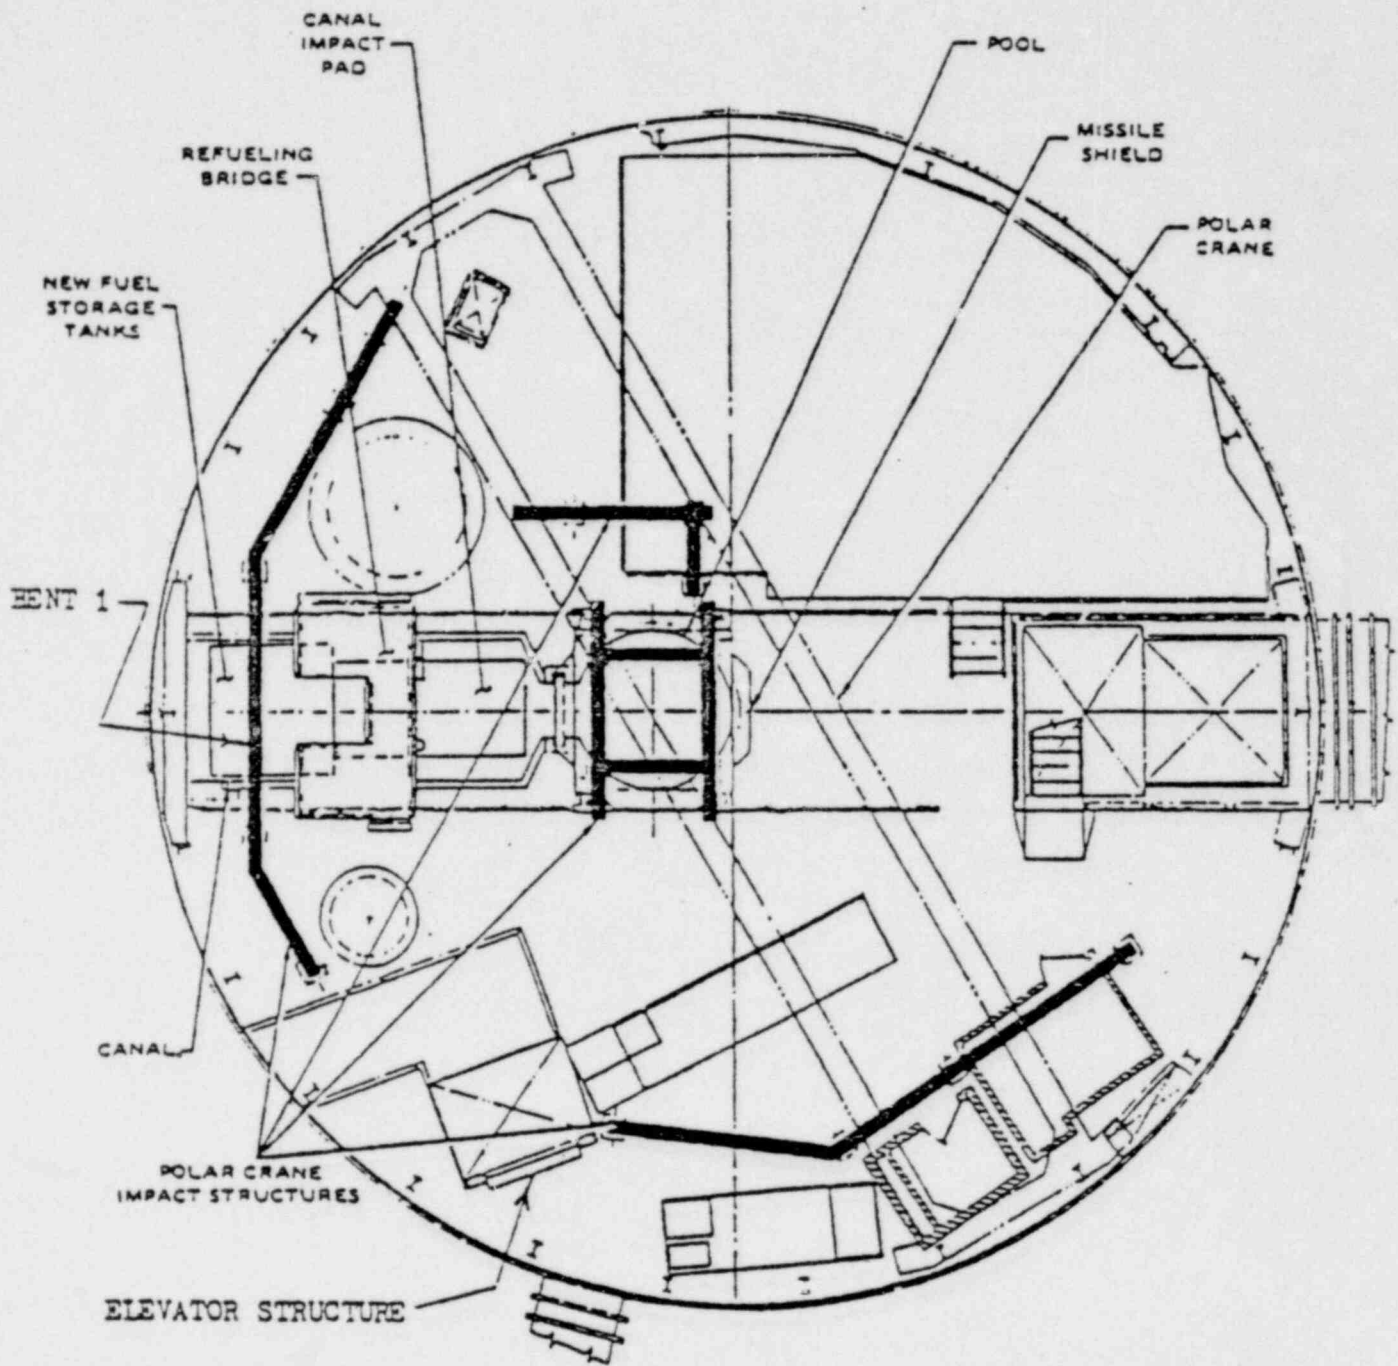 CANAL
IMPACT
PAD
POOL
MISSILE
SHIELD
REFUELING
BRIDGE
POLAR
CRANE
NEW FUEL
STORAGE
TANKS
BENT 1
CANAL
POLAR CRANE
IMPACT STRUCTURES
ELEVATOR STRUCTURE